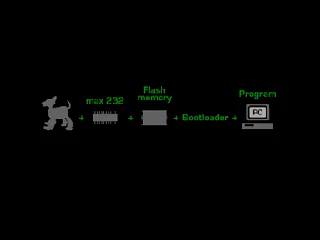 max 232
Flash
memory
Program
PC
+ + + Bootloader +